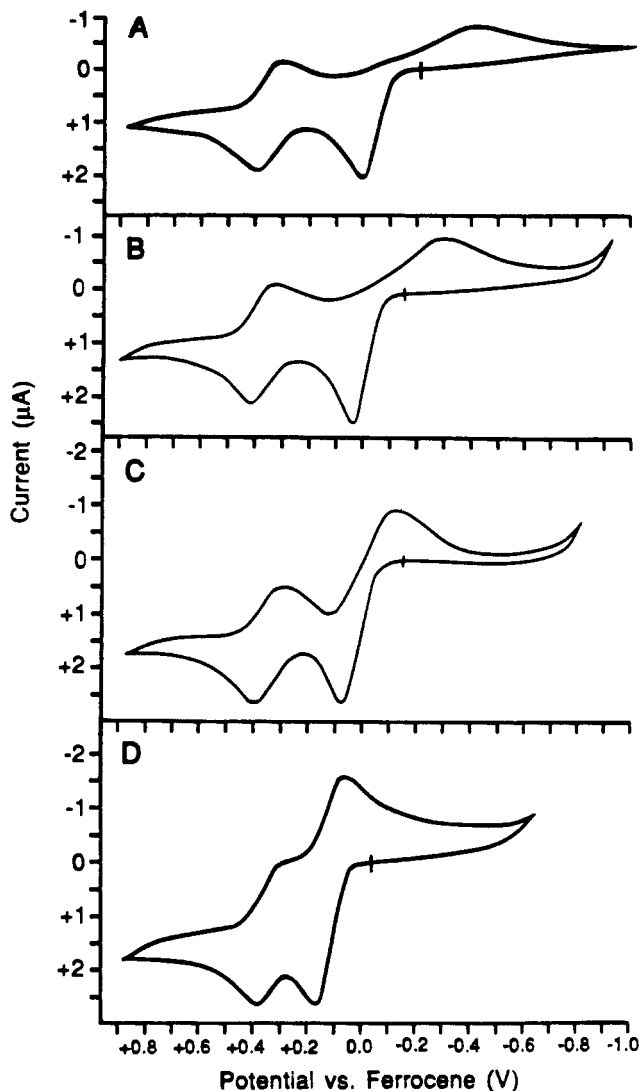 A
-1
0
+1
+2
B
-1
0
+1
+2
C
-2
-1
0
+1
+2
D
-2
-1
0
+1
+2
Current (μA)
+0.8 +0.6 +0.4 +0.2 0.0 -0.2 -0.4 -0.6 -0.8 -1.0
Potential vs. Ferrocene (V)